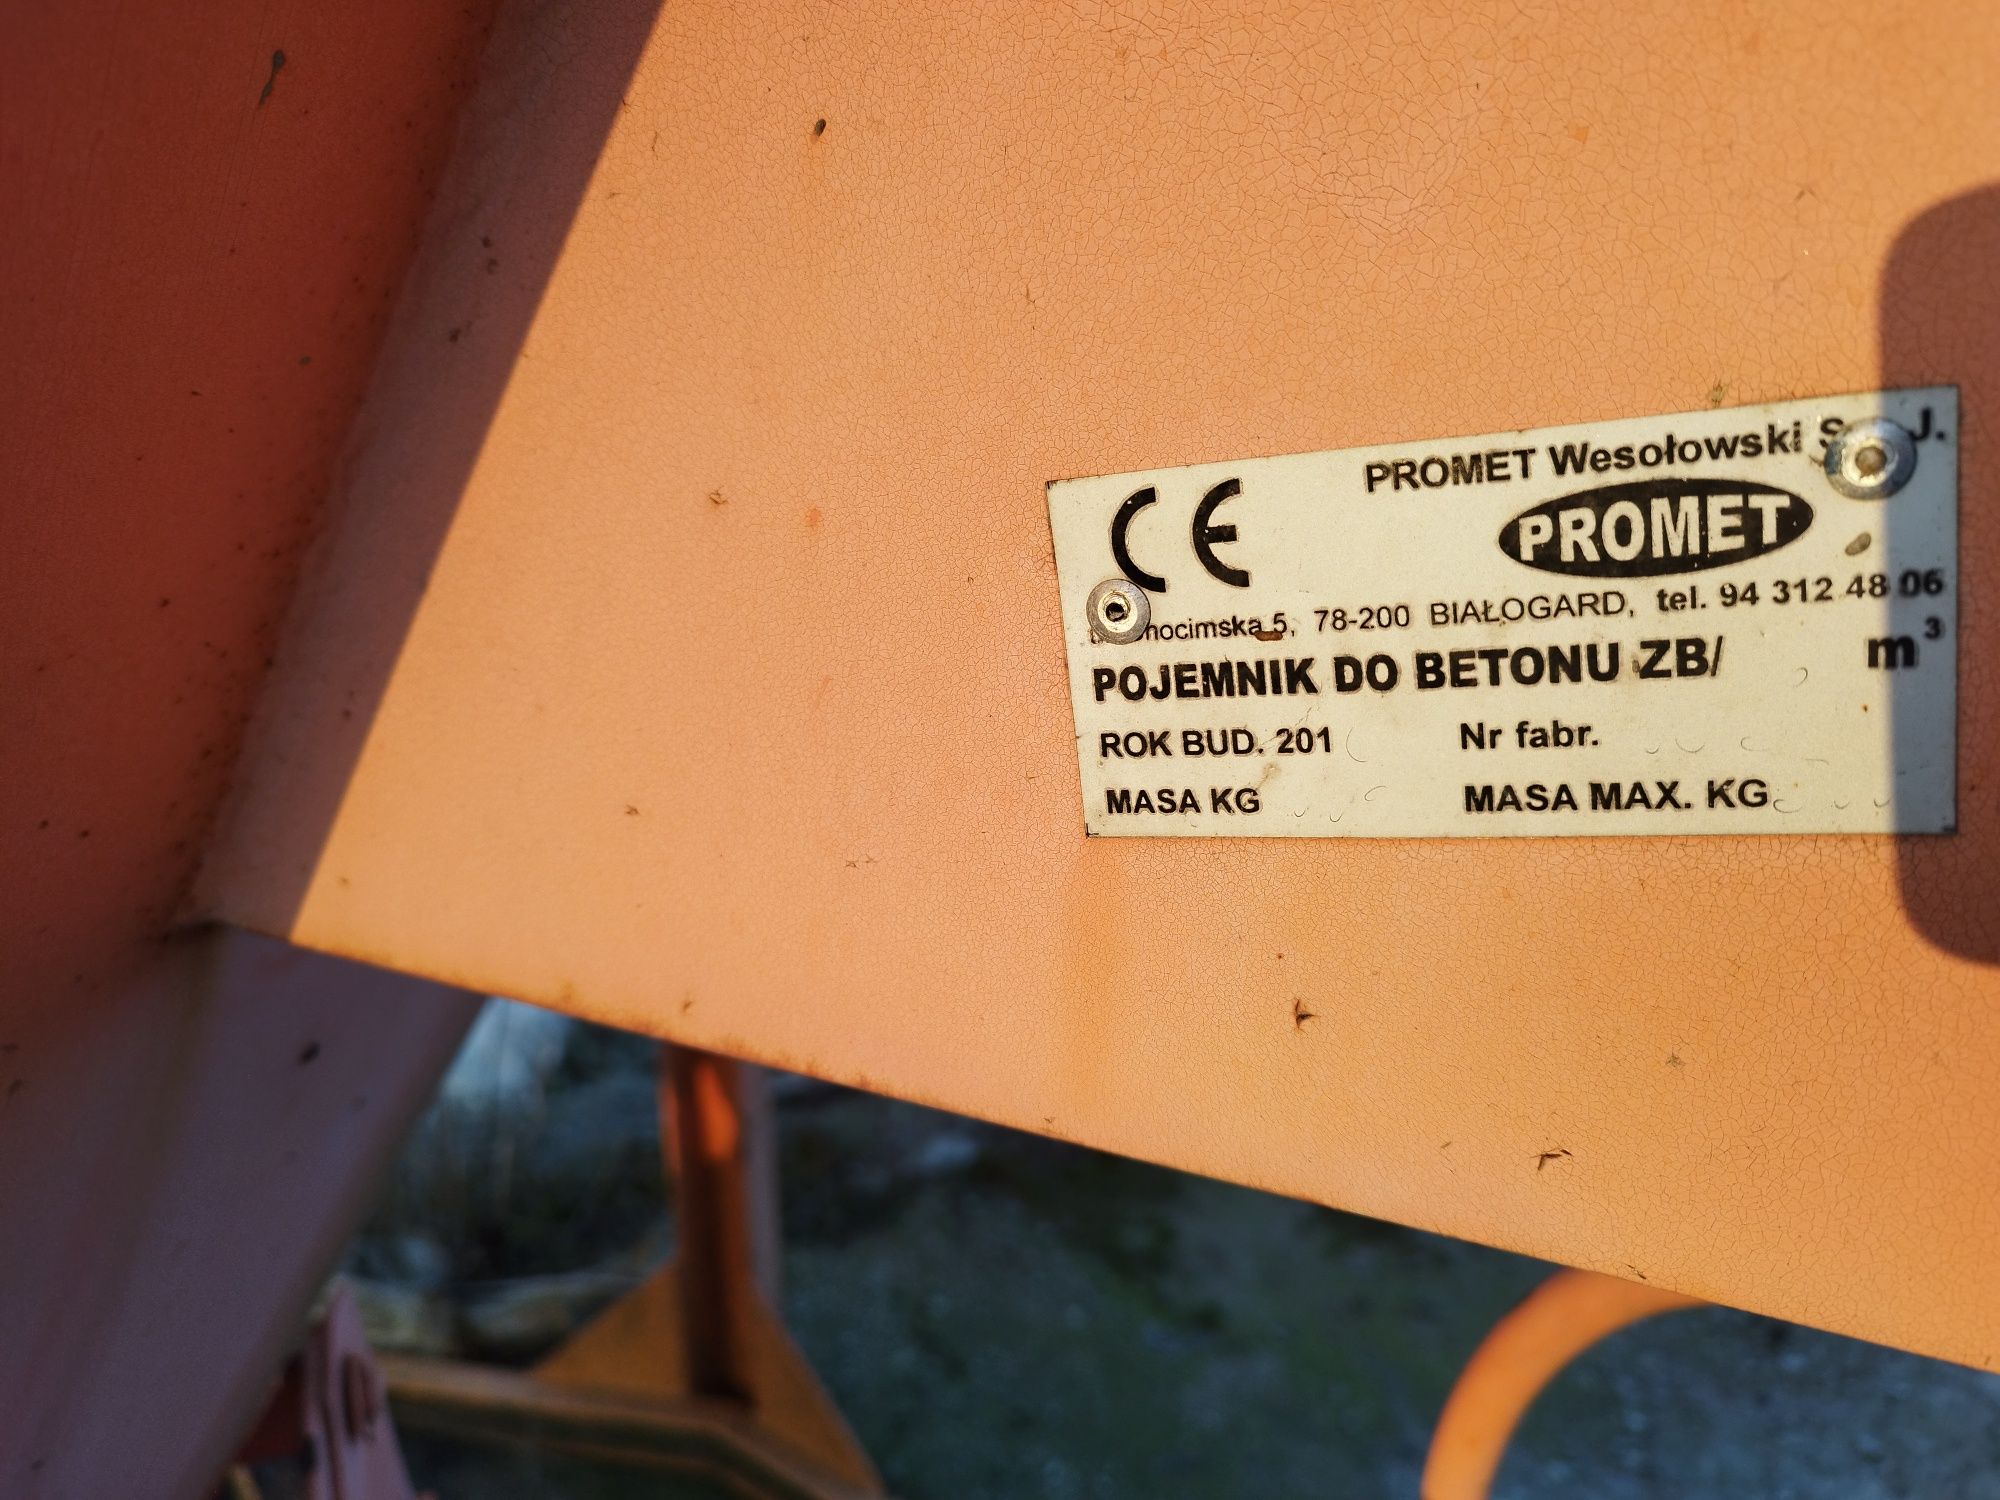 CE
PROMET Wesołowski S J.
PROMET
5, 78-200 BIAŁOGARD, tel. 94 312 48 06
POJEMNIK DO BETONU ZB/ m³
ROK BUD. 201 Nr fabr.
MASA KG MASA MAX. KG